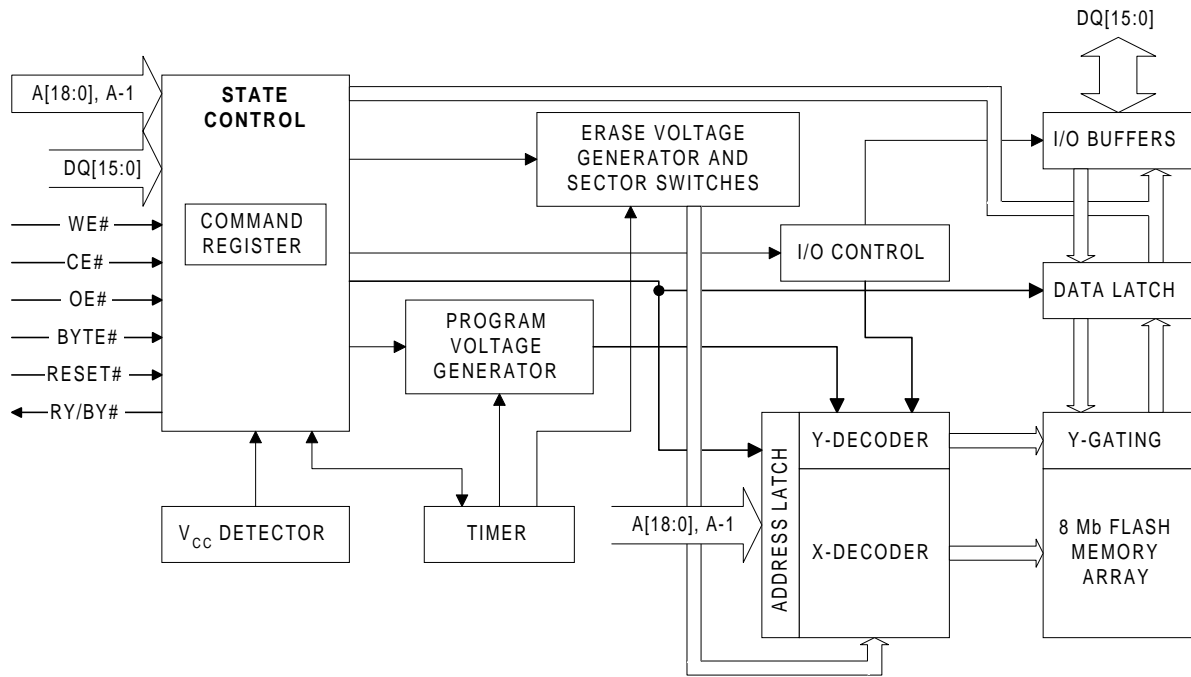 DQ[15:0]
A[18:0], A-1
STATE
CONTROL
DQ[15:0]
WE#
CE#
OE#
BYTE#
RESET#
RY/BY#
COMMAND
REGISTER
ERASE VOLTAGE
GENERATOR AND
SECTOR SWITCHES
I/O BUFFERS
I/O CONTROL
DATA LATCH
PROGRAM
VOLTAGE
GENERATOR
VCC DETECTOR
TIMER
A[18:0], A-1
ADDRESS LATCH
Y-DECODER
X-DECODER
Y-GATING
8 Mb FLASH
MEMORY
ARRAY